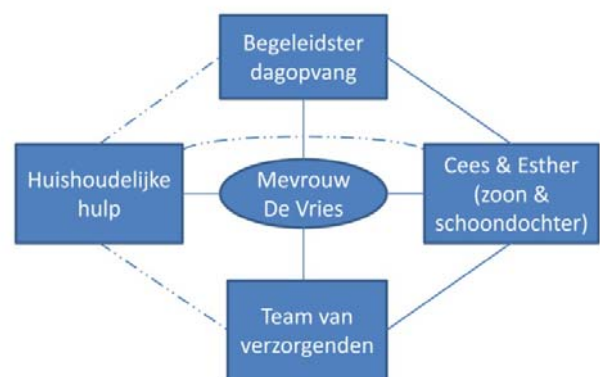 Begeleidster
dagopvang
Huishoudelijke
hulp
Mevrouw
De Vries
Cees & Esther
(zoon &
schoondochter)
Team van
verzorgenden